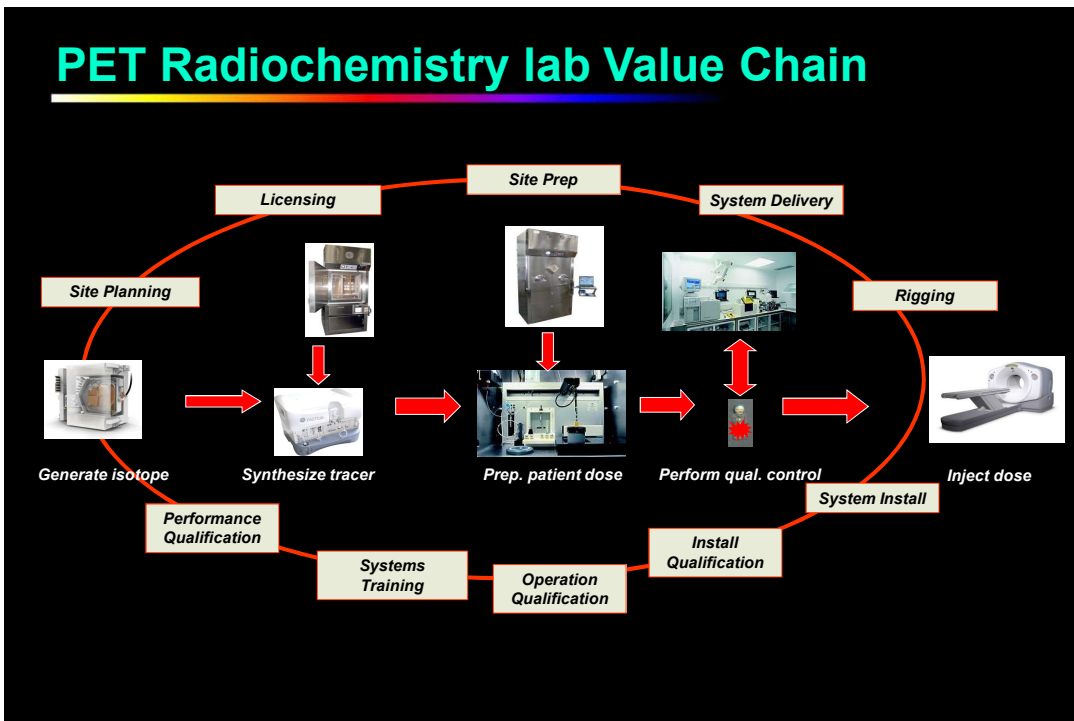 PET Radiochemistry lab Value Chain
Site Prep
Licensing
System Delivery
Site Planning
Rigging
Generate isotope
Synthesize tracer
Prep. patient dose
Perform qual. control
Inject dose
System Install
Performance
Qualification
Install
Qualification
Systems
Training
Operation
Qualification